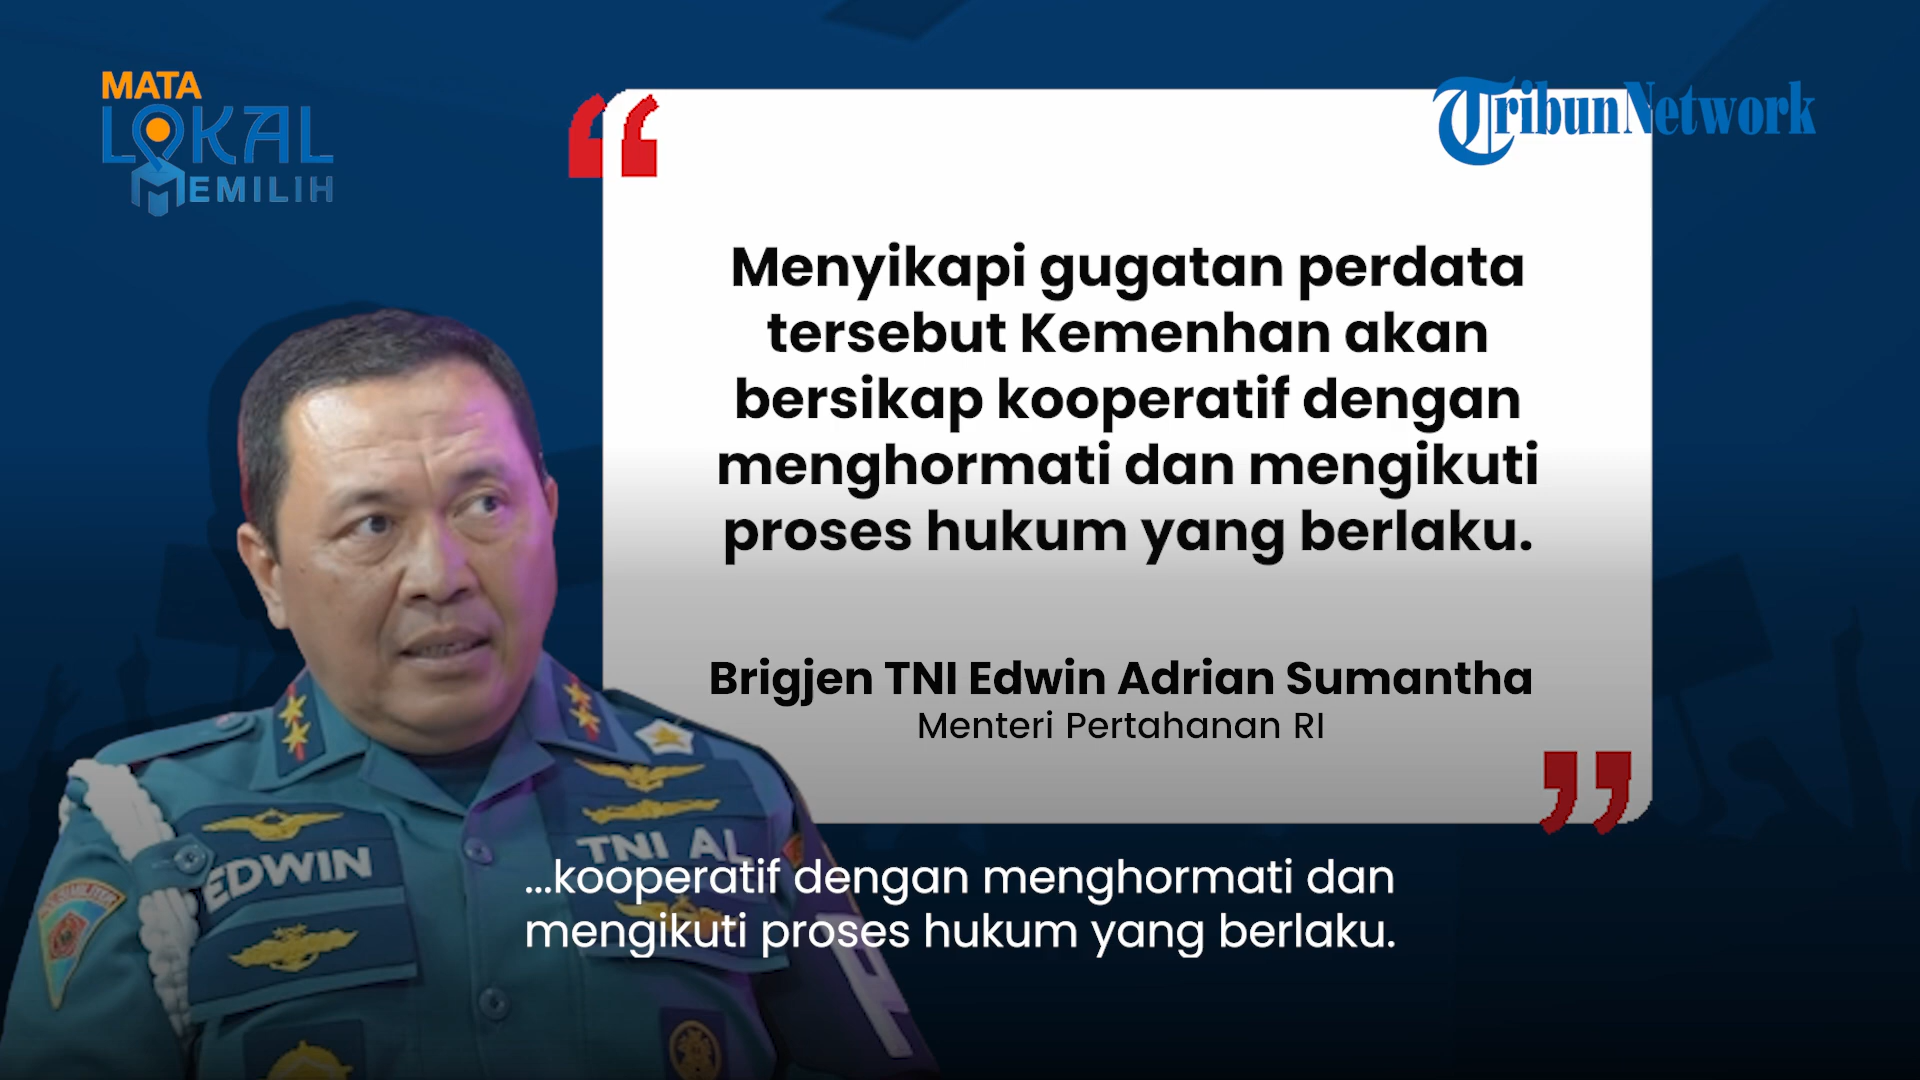 MATA
LOKAL
MEMILIH
TribunNetwork
Menyikapi gugatan perdata
tersebut Kemenhan akan
bersikap kooperatif dengan
menghormati dan mengikuti
proses hukum yang berlaku.
Brigjen TNI Edwin Adrian Sumantha
Menteri Pertahanan RI
EDWIN
TNI AL
...kooperatif dengan menghormati dan
mengikuti proses hukum yang berlaku.